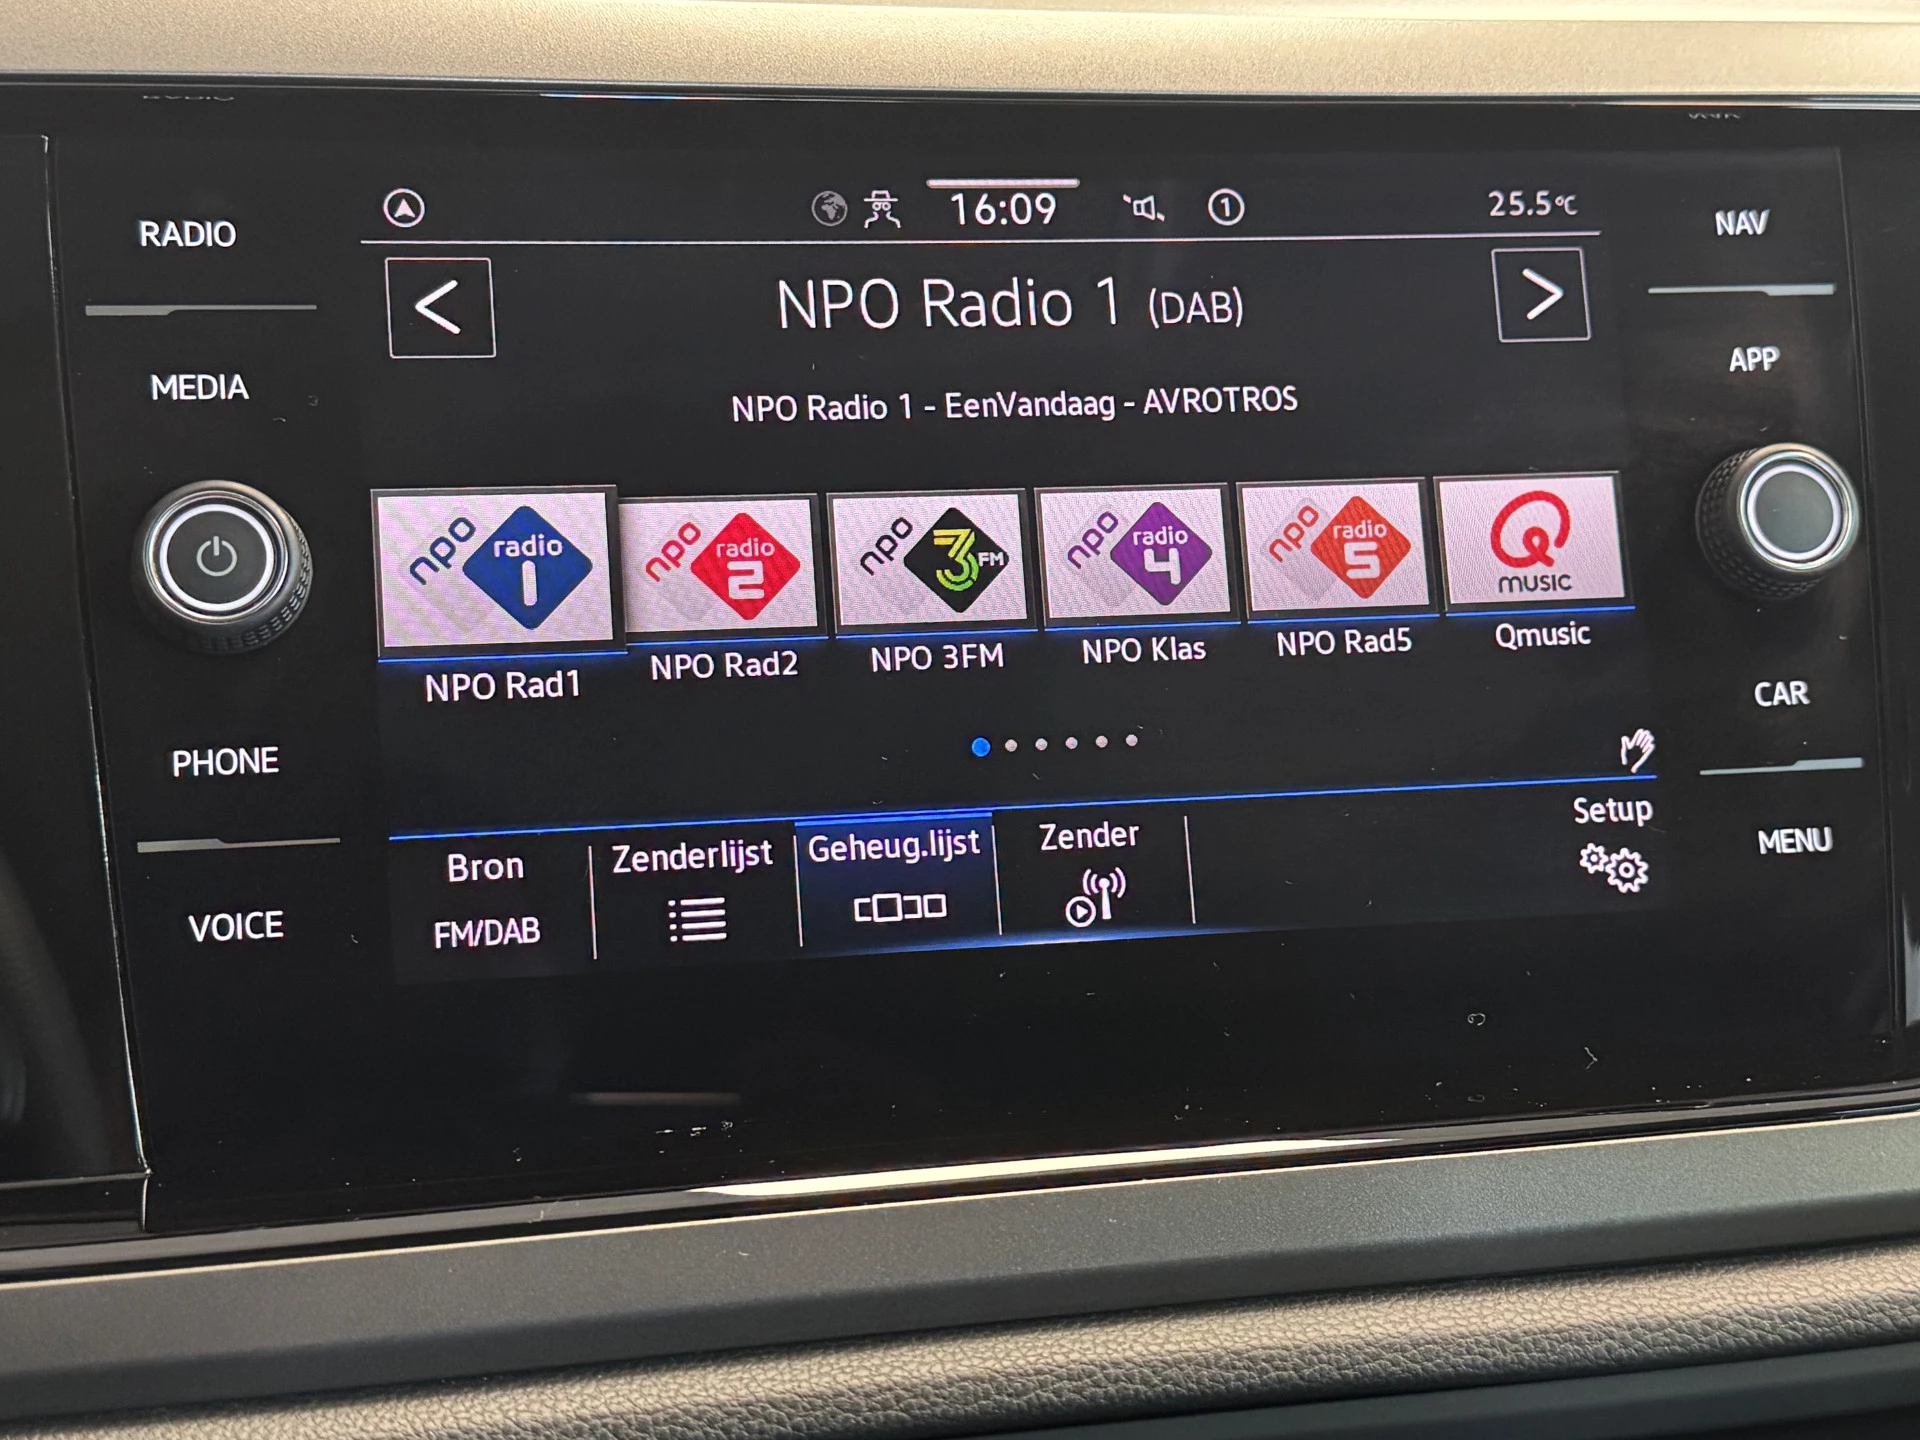 RADIO
MEDIA
PHONE
VOICE
16:09
1
25.5°C
<
NPO Radio 1 (DAB)
>
NPO Radio 1 - EenVandaag - AVROTROS
npo radio 1
npo radio 2
npo 3FM
npo radio 4
npo radio 5
Q MUSIC
NPO Rad1
NPO Rad2
NPO 3FM
NPO Klas
NPO Rad5
Qmusic
Bron
FM/DAB
Zenderlijst
Geheug.lijst
Zender
Setup
NAV
APP
CAR
MENU